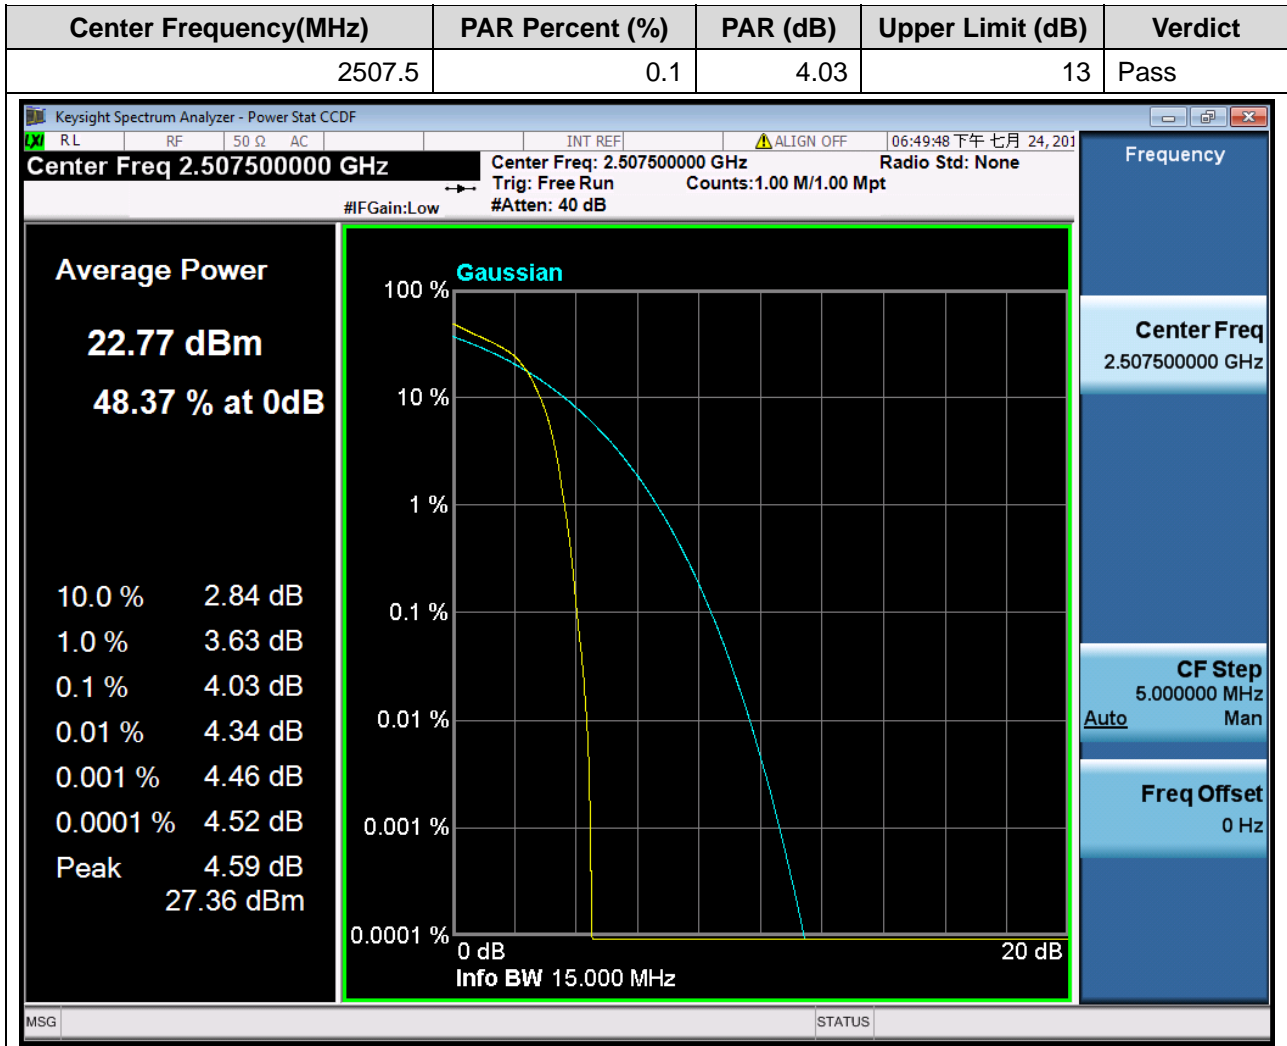 Center Frequency(MHz) PAR Percent (%) PAR (dB) Upper Limit (dB) Verdict
2507.5 0.1 4.03 13 Pass
Keysight Spectrum Analyzer - Power Stat CCDF
LXI RL RF 50 Ω AC INT REF ALIGN OFF 06:49:48 下午 七月 24, 201
Center Freq 2.507500000 GHz
Center Freq: 2.507500000 GHz Radio Std: None
Trig: Free Run Counts:1.00 M/1.00 Mpt
#IFGain:Low #Atten: 40 dB
Frequency
Average Power
22.77 dBm
48.37 % at 0dB
10.0 % 2.84 dB
1.0 % 3.63 dB
0.1 % 4.03 dB
0.01 % 4.34 dB
0.001 % 4.46 dB
0.0001 % 4.52 dB
Peak 4.59 dB
27.36 dBm
Gaussian
100 %
10 %
1 %
0.1 %
0.01 %
0.001 %
0.0001 %
0 dB 20 dB
Info BW 15.000 MHz
Center Freq
2.507500000 GHz
CF Step
5.000000 MHz
Auto Man
Freq Offset
0 Hz
MSG STATUS